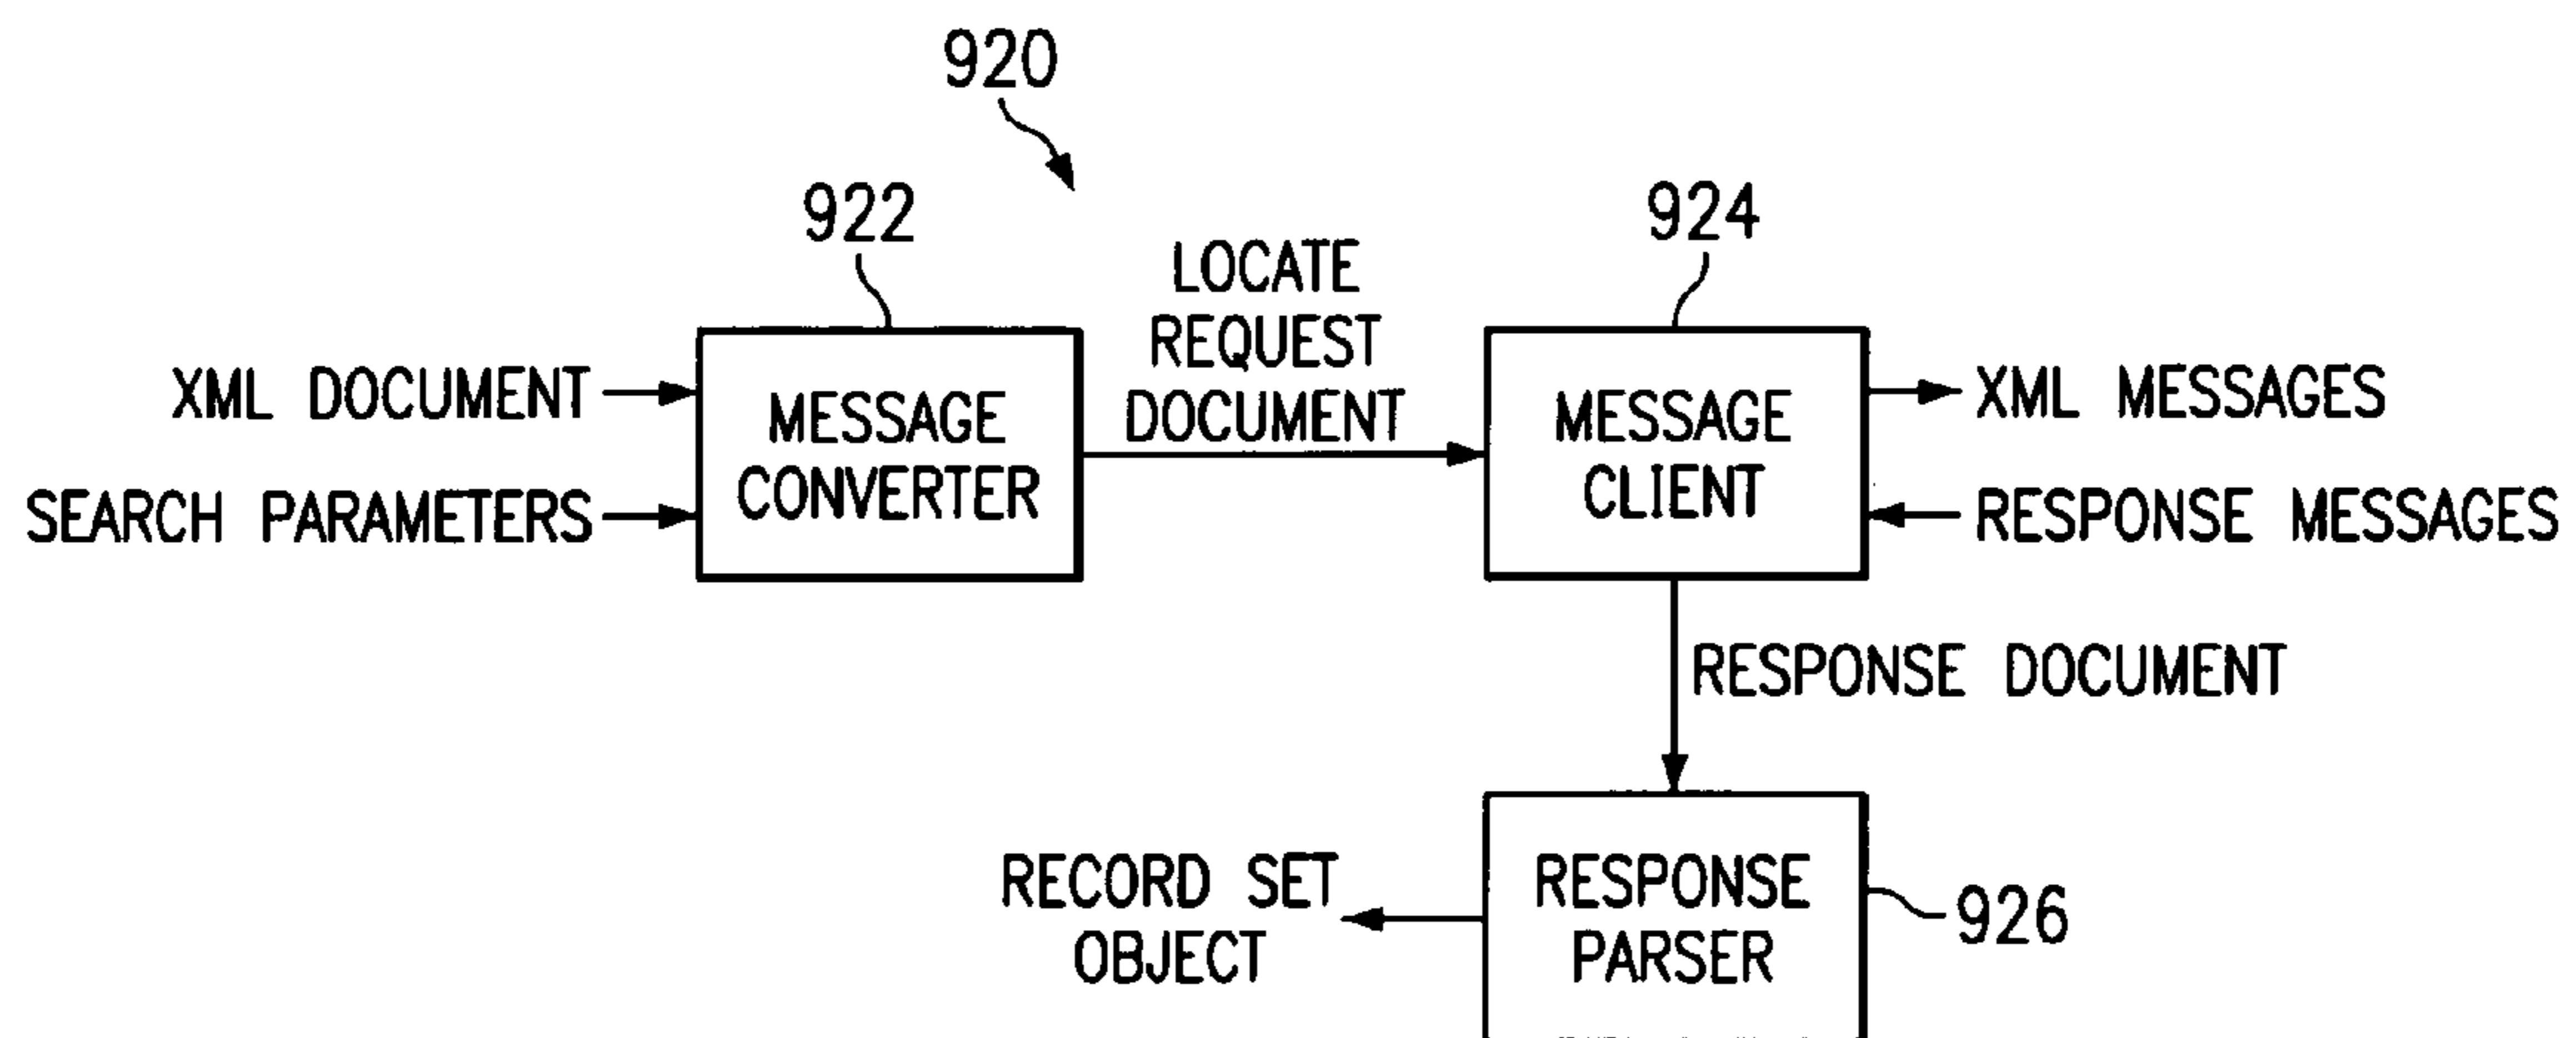 920
922
924
LOCATE
REQUEST
DOCUMENT
XML DOCUMENT
SEARCH PARAMETERS
MESSAGE
CONVERTER
MESSAGE
CLIENT
XML MESSAGES
RESPONSE MESSAGES
RESPONSE DOCUMENT
RECORD SET
OBJECT
RESPONSE
PARSER
926